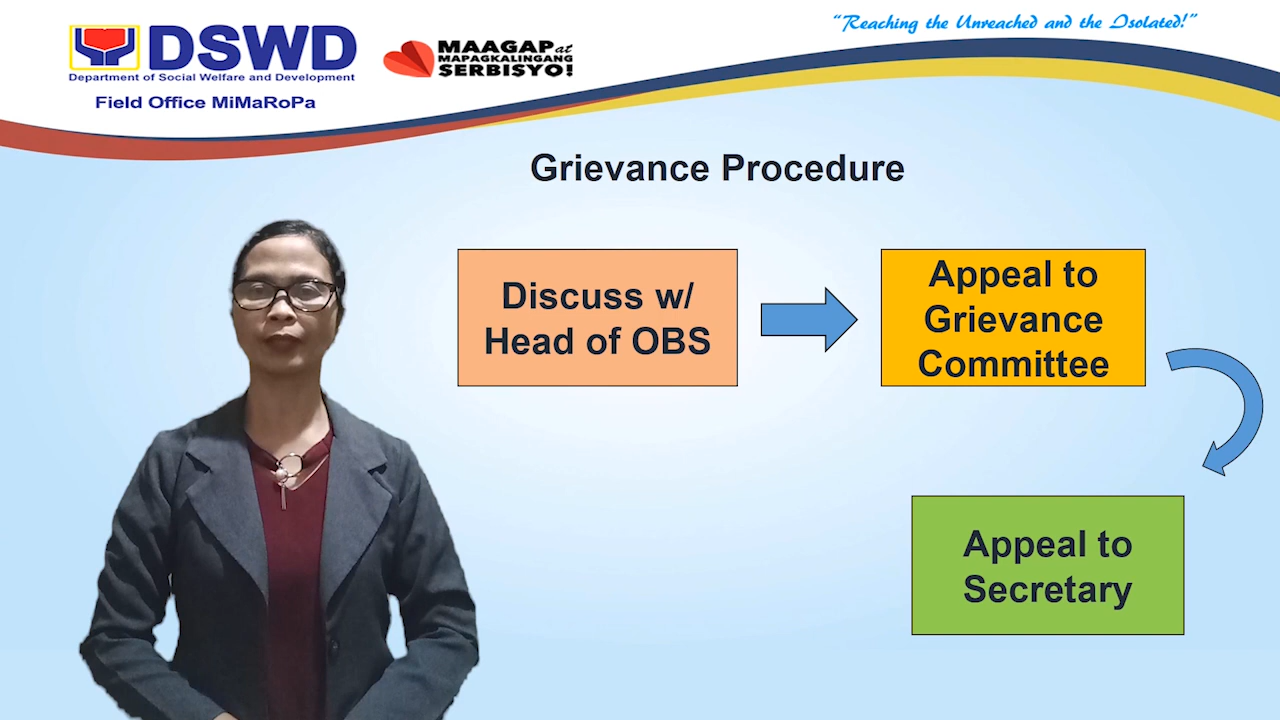 "Reaching the Unreached and the Isolated!"
DSWD
Department of Social Welfare and Development
Field Office MiMaRoPa
MAAGAP at
MAPAGKALINGANG
SERBISYO!
Grievance Procedure
Discuss w/
Head of OBS
Appeal to
Grievance
Committee
Appeal to
Secretary